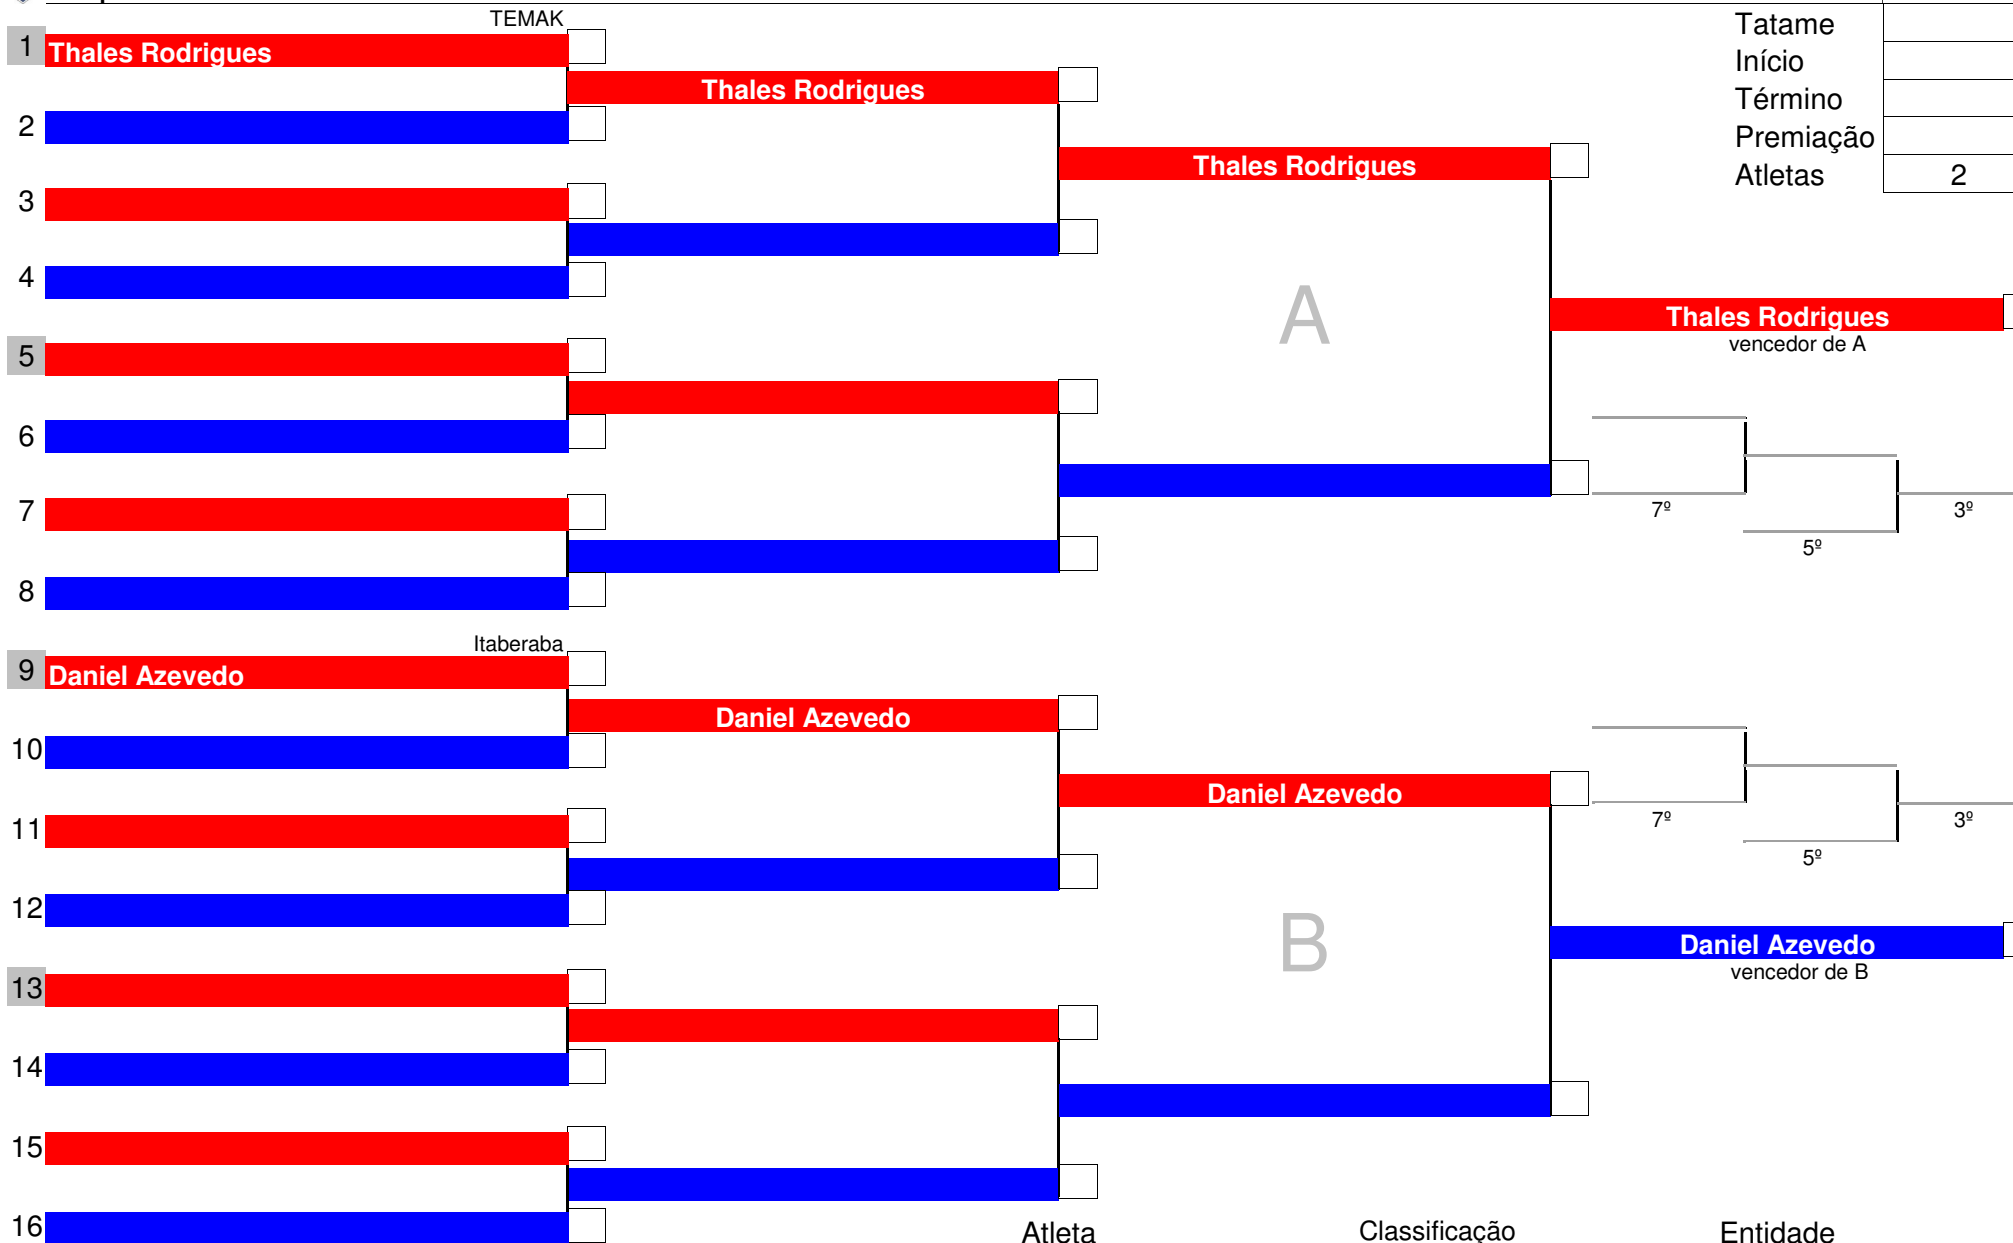 TEMAK
1 Thales Rodrigues
Thales Rodrigues
2
Thales Rodrigues
3
4
Thales Rodrigues
vencedor de A
A
5
6
7
8
7º
5º
3º
Itaberaba
9 Daniel Azevedo
Daniel Azevedo
10
Daniel Azevedo
11
12
7º
5º
3º
B
Daniel Azevedo
vencedor de B
13
14
15
16
Tatame
Início
Término
Premiação
Atletas 2
Atleta Classificação Entidade